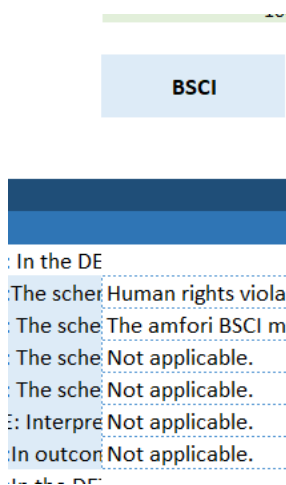 BSCI
: In the DE
:The scher Human rights viola
: The sche The amfori BSCI m
: The sche Not applicable.
: The sche Not applicable.
E: Interpre Not applicable.
:In outcor Not applicable.